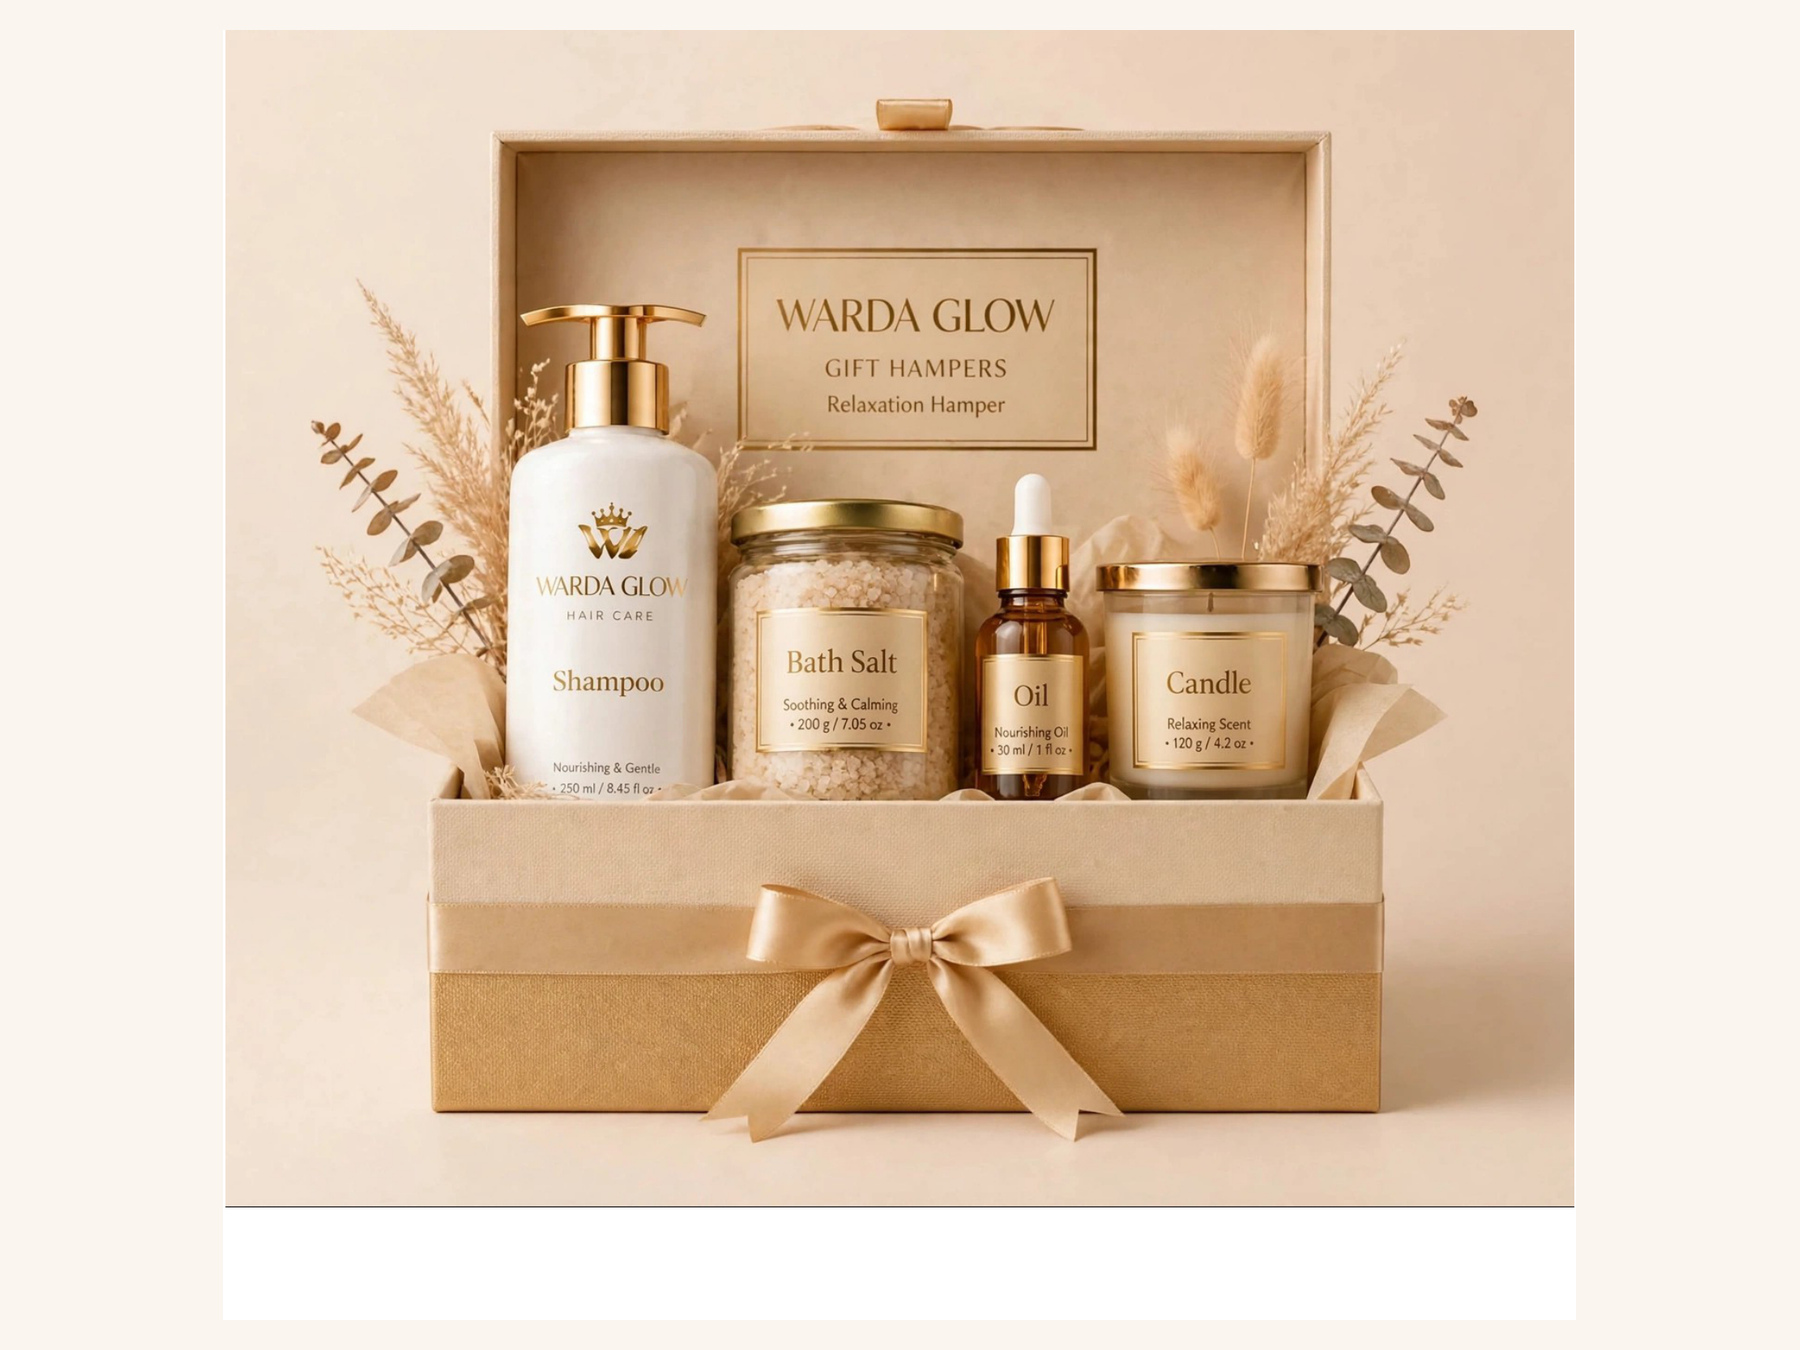 WARDA GLOW
GIFT HAMPERS
Relaxation Hamper
WARDA GLOW
HAIR CARE
Shampoo
Nourishing & Gentle
• 250 ml / 8.45 fl oz •
Bath Salt
Soothing & Calming
• 200 g / 7.05 oz •
Oil
Nourishing Oil
• 30 ml / 1 fl oz •
Candle
Relaxing Scent
• 120 g / 4.2 oz •